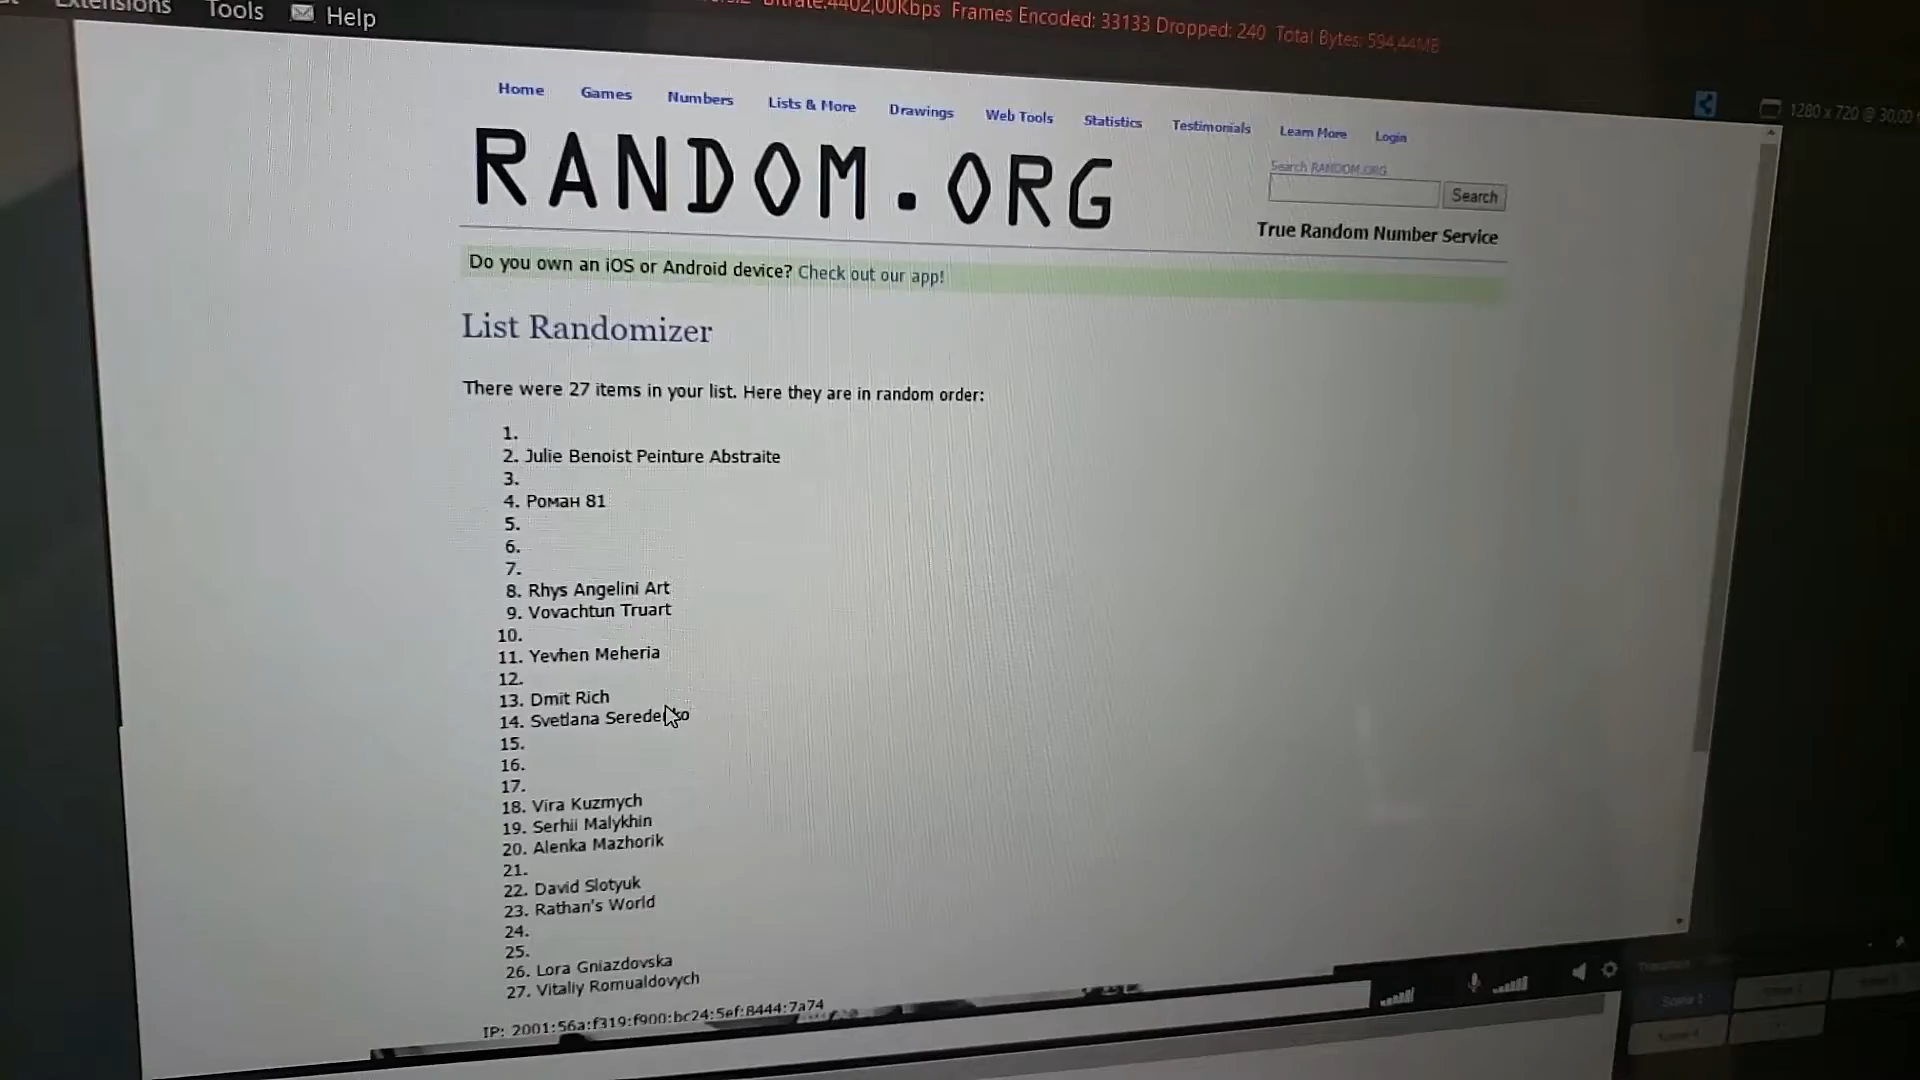 Extensions Tools Help
4402,00Kbps Frames Encoded: 33133 Dropped: 240 Total Bytes: 594,44MB
1280 x 720 @ 30,00
Home Games Numbers Lists & More Drawings Web Tools Statistics Testimonials Learn More Login
RANDOM.ORG
Search RANDOM.ORG
Search
True Random Number Service
Do you own an iOS or Android device? Check out our app!
List Randomizer
There were 27 items in your list. Here they are in random order:
1.
2. Julie Benoist Peinture Abstraite
3.
4. Роман 81
5.
6.
7.
8. Rhys Angelini Art
9. Vovachtun Truart
10.
11. Yevhen Meheria
12.
13. Dmit Rich
14. Svetlana
15.
16.
17.
18. Vira Kuzmych
19. Serhii Malykhin
20. Alenka Mazhorik
21.
22. David Slotyuk
23. Rathan's World
24.
25.
26. Lora Gniazdovska
27. Vitaliy Romualdovych
IP: 2001:56a:f319:f900:bc24:5ef:8444:7a74